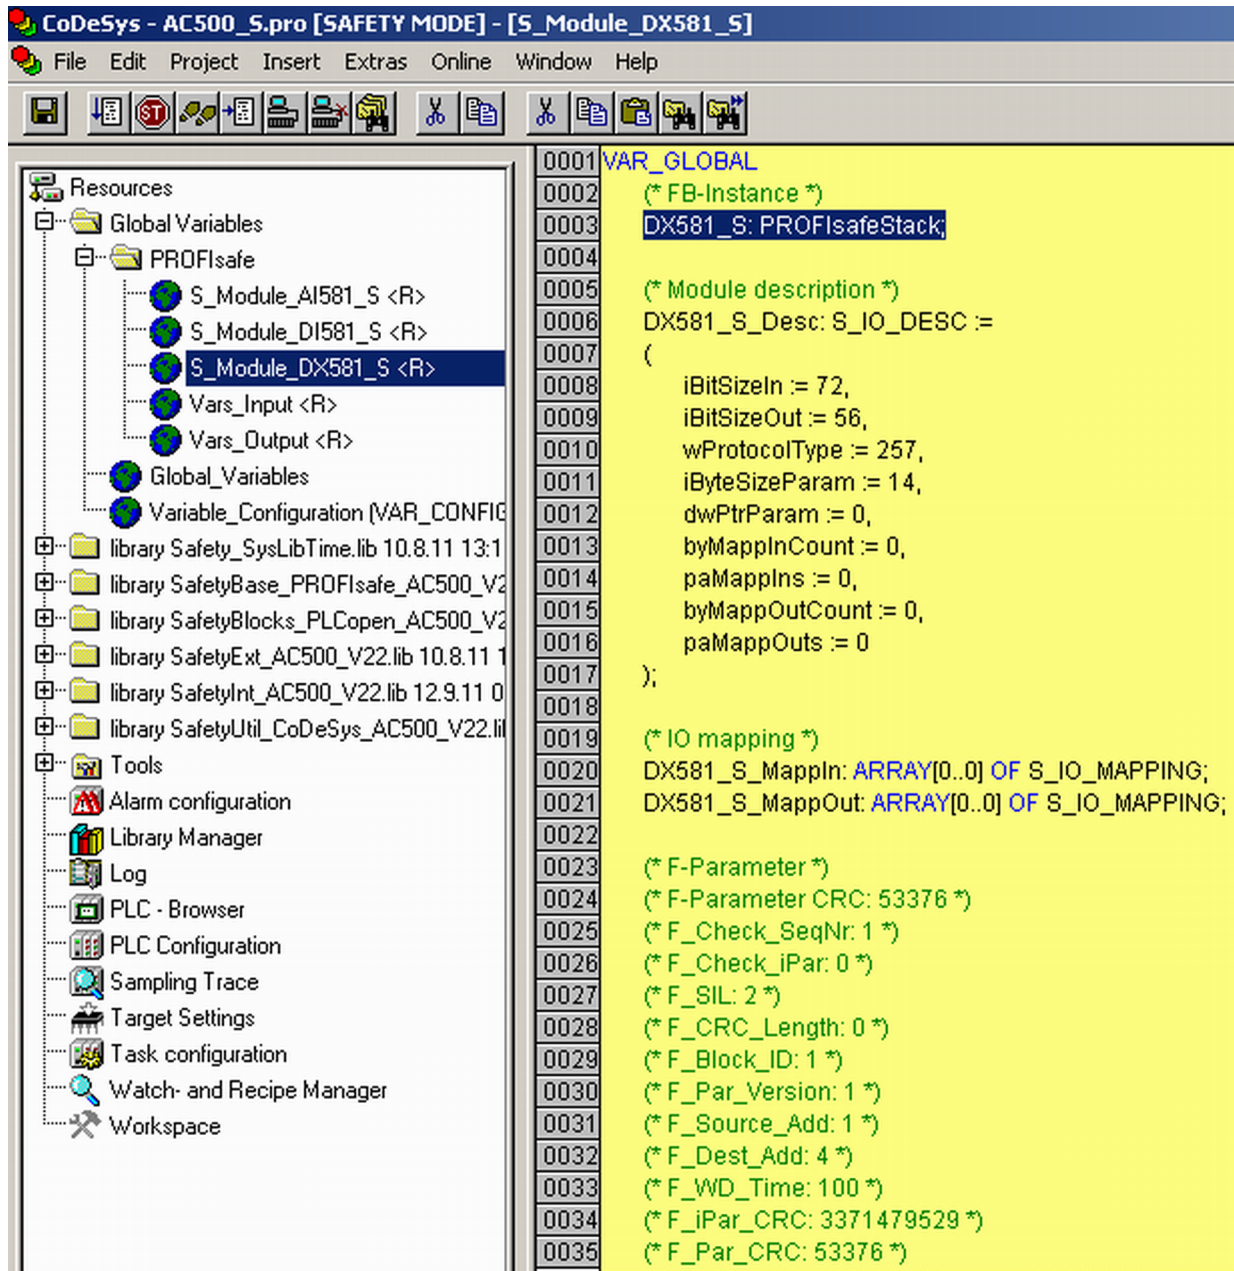 CoDeSys - AC500_S.pro [SAFETY MODE] - [S_Module_DX581_S]
File Edit Project Insert Extras Online Window Help
ST
Resources
Global Variables
PROFIsafe
S_Module_AI581_S <R>
S_Module_DI581_S <R>
S_Module_DX581_S <R>
Vars_Input <R>
Vars_Output <R>
Global_Variables
Variable_Configuration (VAR_CONFIG
library Safety_SysLibTime.lib 10.8.11 13:1
library SafetyBase_PROFIsafe_AC500_V2
library SafetyBlocks_PLCopen_AC500_V2
library SafetyExt_AC500_V22.lib 10.8.11 1
library SafetyInt_AC500_V22.lib 12.9.11 0
library SafetyUtil_CoDeSys_AC500_V22.lil
Tools
Alarm configuration
Library Manager
Log
PLC - Browser
PLC Configuration
Sampling Trace
Target Settings
Task configuration
Watch- and Recipe Manager
Workspace
0001 VAR_GLOBAL
0002 (* FB-Instance *)
0003 DX581_S: PROFIsafeStack;
0004
0005 (* Module description *)
0006 DX581_S_Desc: S_IO_DESC :=
0007 (
0008 iBitSizeIn := 72,
0009 iBitSizeOut := 56,
0010 wProtocolType := 257,
0011 iByteSizeParam := 14,
0012 dwPtrParam := 0,
0013 byMappInCount := 0,
0014 paMappIns := 0,
0015 byMappOutCount := 0,
0016 paMappOuts := 0
0017 );
0018
0019 (* IO mapping *)
0020 DX581_S_MappIn: ARRAY[0..0] OF S_IO_MAPPING;
0021 DX581_S_MappOut: ARRAY[0..0] OF S_IO_MAPPING;
0022
0023 (* F-Parameter *)
0024 (* F-Parameter CRC: 53376 *)
0025 (* F_Check_SeqNr: 1 *)
0026 (* F_Check_iPar: 0 *)
0027 (* F_SIL: 2 *)
0028 (* F_CRC_Length: 0 *)
0029 (* F_Block_ID: 1 *)
0030 (* F_Par_Version: 1 *)
0031 (* F_Source_Add: 1 *)
0032 (* F_Dest_Add: 4 *)
0033 (* F_WD_Time: 100 *)
0034 (* F_iPar_CRC: 3371479529 *)
0035 (* F_Par_CRC: 53376 *)